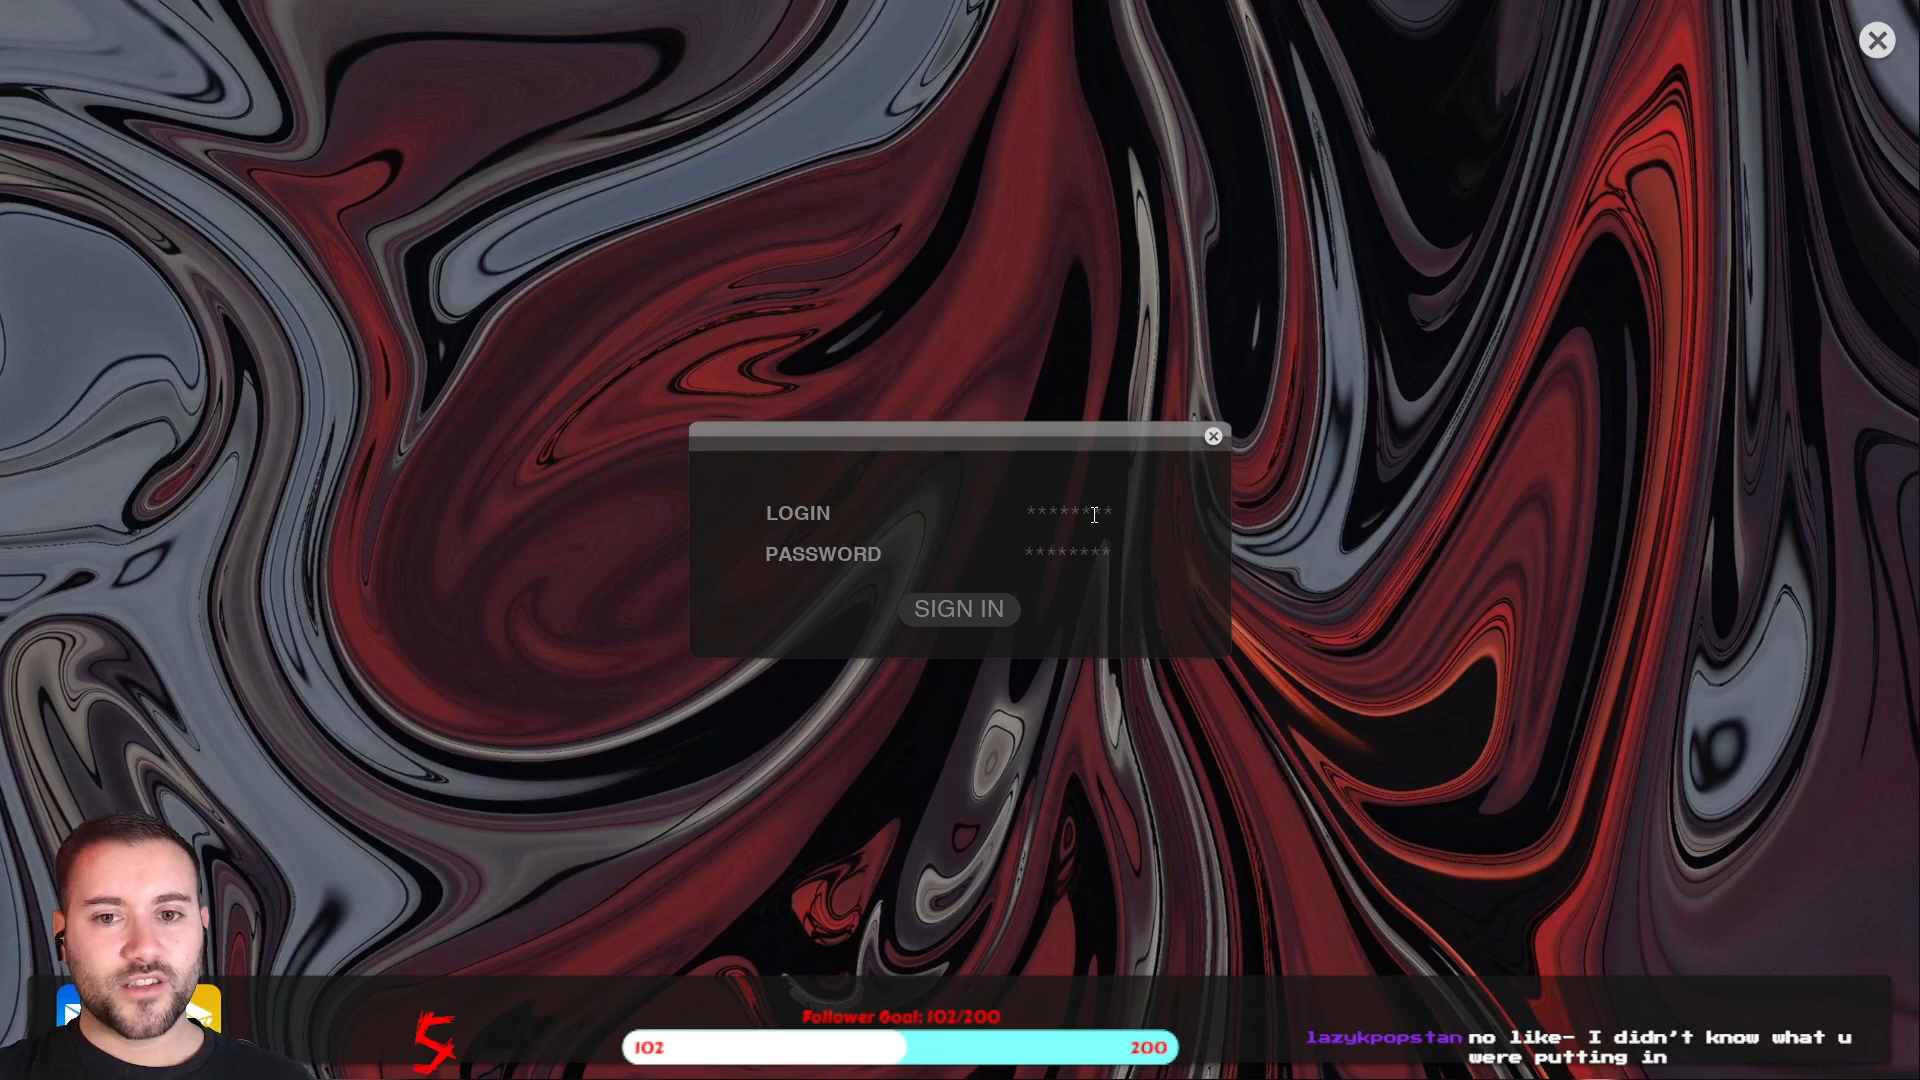 LOGIN ********
PASSWORD ********
SIGN IN
5
Follower Goal: 102/200
102 200
lazykpopstan no like- I didn't know what u
were putting in